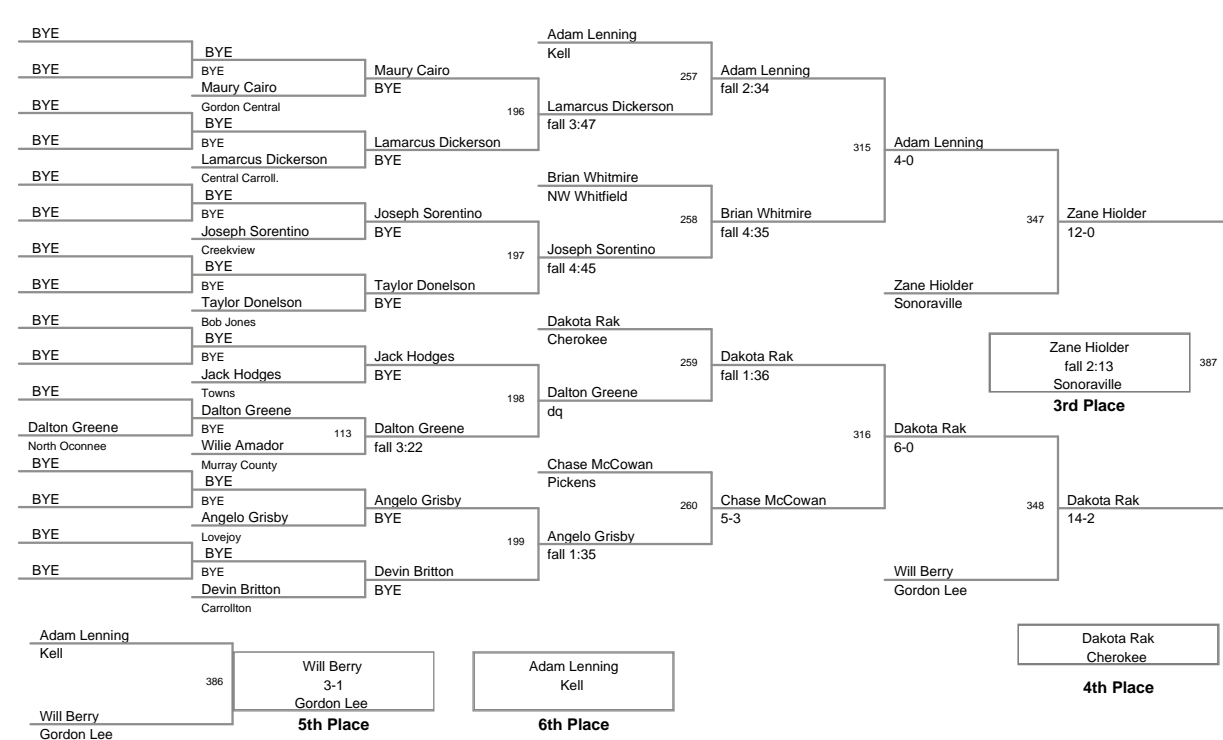 BYE
BYE
BYE
BYE
BYE
BYE
BYE
BYE
BYE
BYE
BYE
Dalton Greene
North Oconnee
BYE
BYE
BYE
BYE
BYE
BYE
Maury Cairo
Gordon Central
BYE
BYE
Lamarcus Dickerson
Central Carroll.
BYE
BYE
Joseph Sorentino
Creekview
BYE
BYE
Taylor Donelson
Bob Jones
BYE
BYE
Jack Hodges
Towns
Dalton Greene
BYE
Wilie Amador
Murray County
BYE
BYE
Angelo Grisby
Lovejoy
BYE
BYE
Devin Britton
Carrollton
113
Maury Cairo
BYE
Lamarcus Dickerson
BYE
Joseph Sorentino
BYE
Taylor Donelson
BYE
Jack Hodges
BYE
Dalton Greene
fall 3:22
Angelo Grisby
BYE
Devin Britton
BYE
196
197
198
199
Adam Lenning
Kell
Lamarcus Dickerson
fall 3:47
Brian Whitmire
NW Whitfield
Joseph Sorentino
fall 4:45
Dakota Rak
Cherokee
Dalton Greene
dq
Chase McCowan
Pickens
Angelo Grisby
fall 1:35
257
258
259
260
Adam Lenning
fall 2:34
Brian Whitmire
fall 4:35
Dakota Rak
fall 1:36
Chase McCowan
5-3
315
316
Adam Lenning
4-0
Zane Hiolder
Sonoraville
Dakota Rak
6-0
Will Berry
Gordon Lee
347
348
Zane Hiolder
12-0
Dakota Rak
14-2
Zane Hiolder
fall 2:13
Sonoraville
387
3rd Place
Dakota Rak
Cherokee
4th Place
Adam Lenning
Kell
386
Will Berry
Gordon Lee
Will Berry
3-1
Gordon Lee
5th Place
Adam Lenning
Kell
6th Place